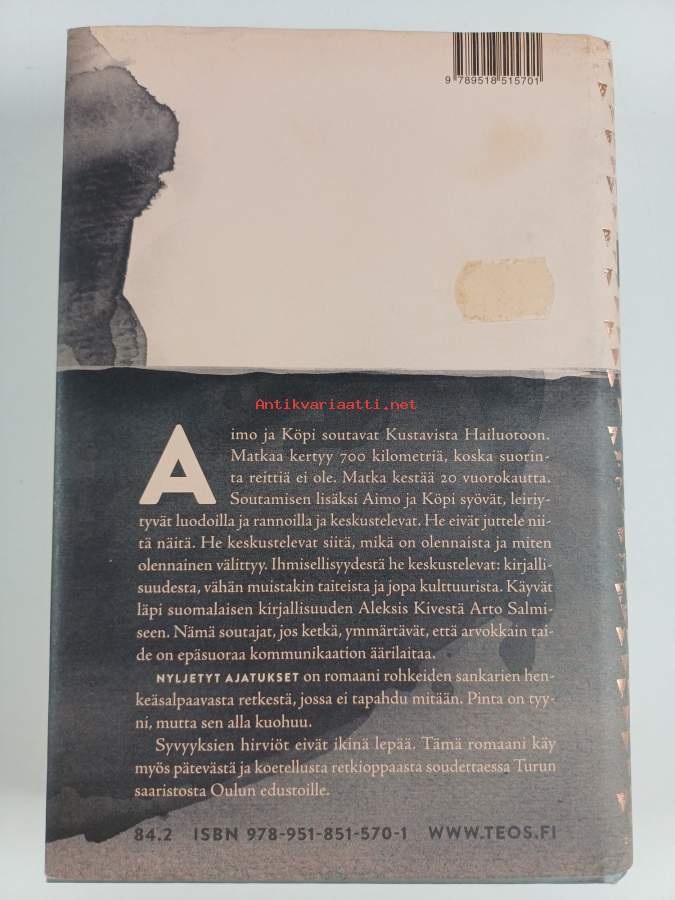 9 789518 515701
Antikvariaatti.net
Aimo ja Köpi soutavat Kustavista Hailuotoon.
Matkaa kertyy 700 kilometriä, koska suorin-
ta reittiä ei ole. Matka kestää 20 vuorokautta.
Soutamisen lisäksi Aimo ja Köpi syövät, leiriy-
tyvät luodoilla ja rannoilla ja keskustelevat. He eivät juttele nii-
tä näitä. He keskustelevat siitä, mikä on olennaista ja miten
olennainen välittyy. Ihmisellisyydestä he keskustelevat: kirjalli-
suudesta, vähän muistakin taiteista ja jopa kulttuurista. Käyvät
läpi suomalaisen kirjallisuuden Aleksis Kivestä Arto Salmi-
seen. Nämä soutajat, jos ketkä, ymmärtävät, että arvokkain tai-
de on epäsuoraa kommunikaation äärilaitaa.
NYLJETYT AJATUKSET on romaani rohkeiden sankarien hen-
keäsalpaavasta retkestä, jossa ei tapahdu mitään. Pinta on tyy-
ni, mutta sen alla kuohuu.
Syvyyksien hirviöt eivät ikinä lepää. Tämä romaani käy
myös pätevästä ja koetellusta retkioppaasta soudettaessa Turun
saaristosta Oulun edustoille.
84.2 ISBN 978-951-851-570-1 WWW.TEOS.FI